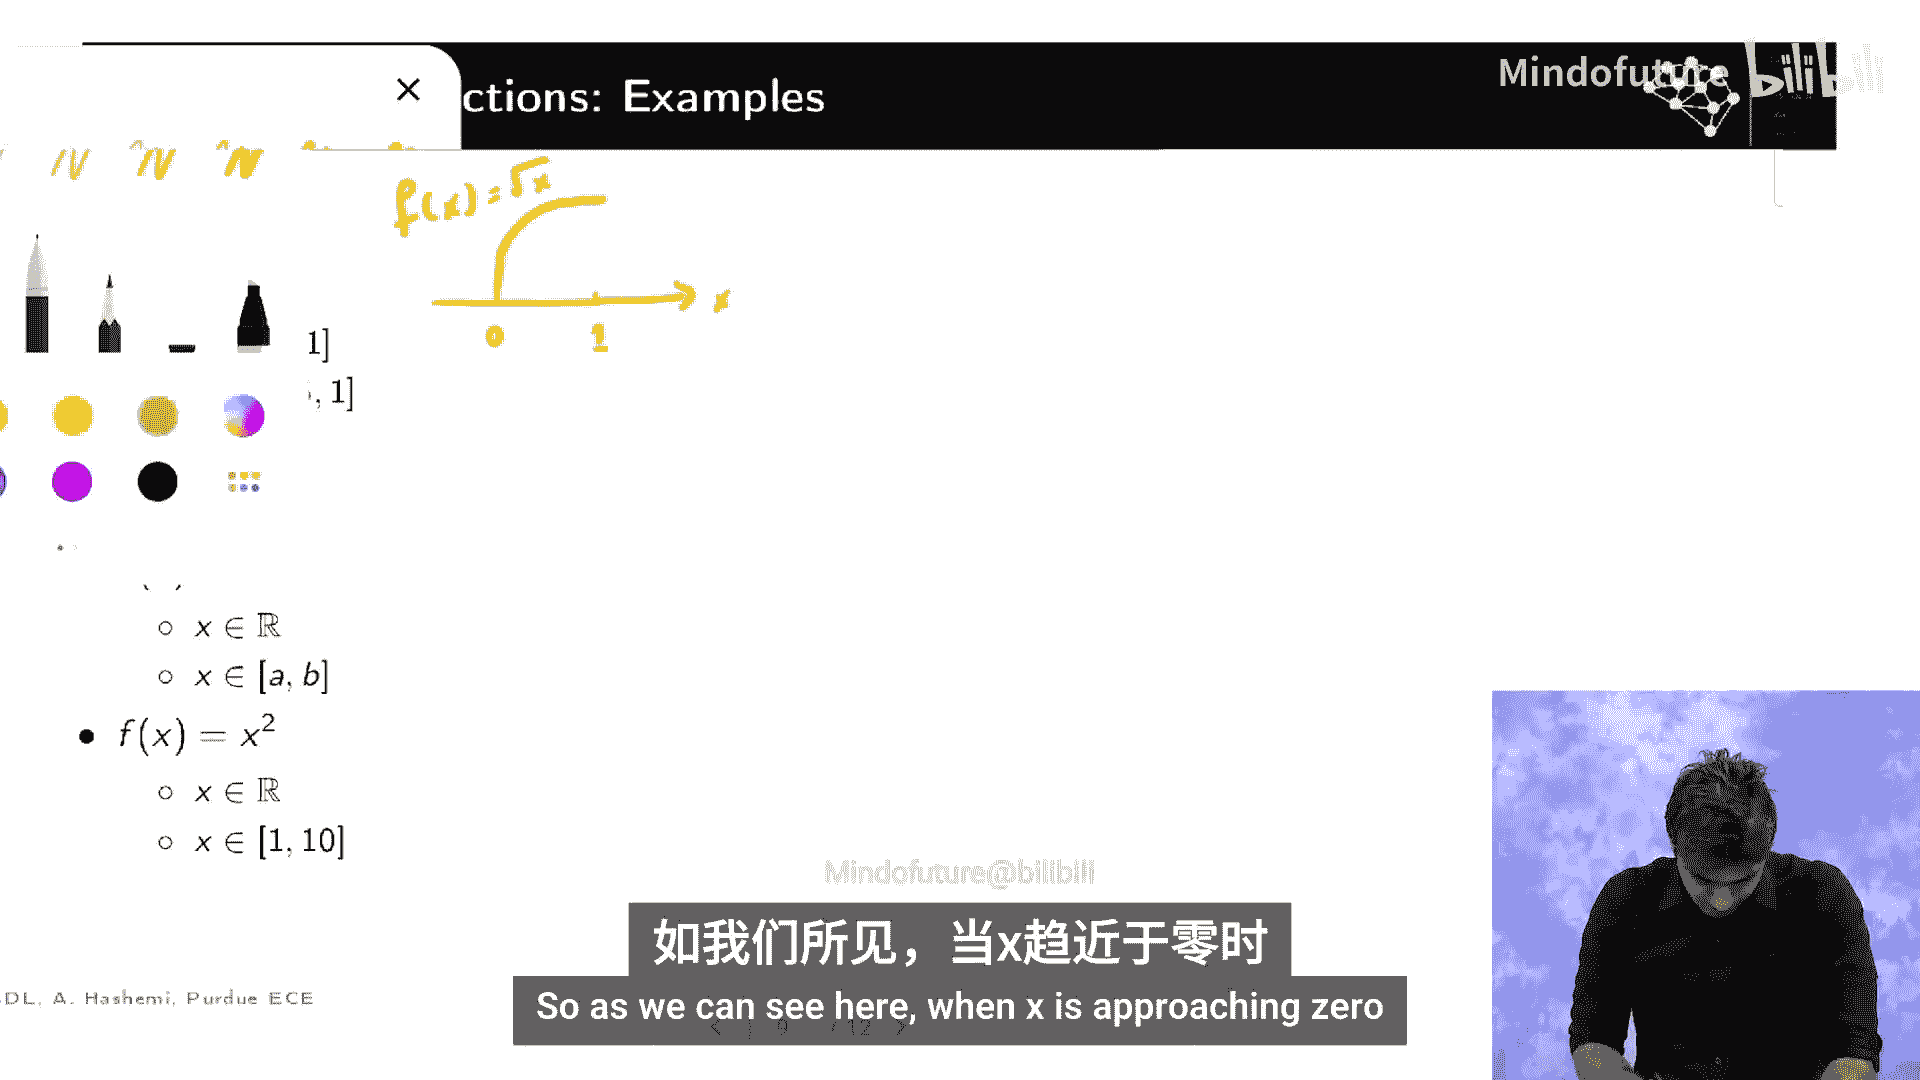 ctions: Examples
Mindofuture bilibili
f(x)=√x
x
0 1
1]
, 1]
x ∈ ℝ
x ∈ [a, b]
f(x) = x²
x ∈ ℝ
x ∈ [1, 10]
Mindofuture@bilibili
如我们所见，当x趋近于零时
DL, A. Hashemi, Purdue ECE
So as we can see here, when x is approaching zero